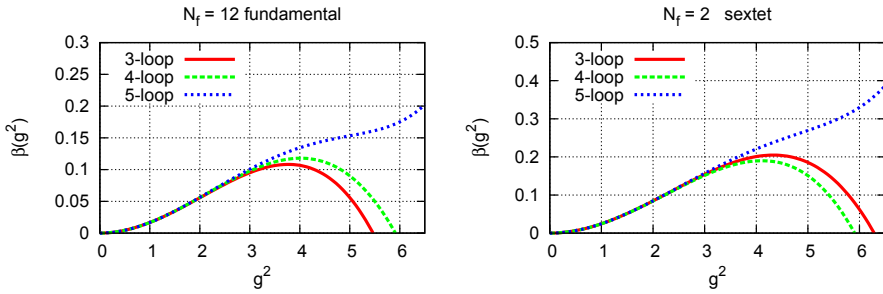 N_f = 12 fundamental
β(g²)
0.3
0.25
0.2
0.15
0.1
0.05
0
3-loop
4-loop
5-loop
0 1 2 3 4 5 6
g²
N_f = 2 sextet
β(g²)
0.5
0.4
0.3
0.2
0.1
0
3-loop
4-loop
5-loop
0 1 2 3 4 5 6
g²